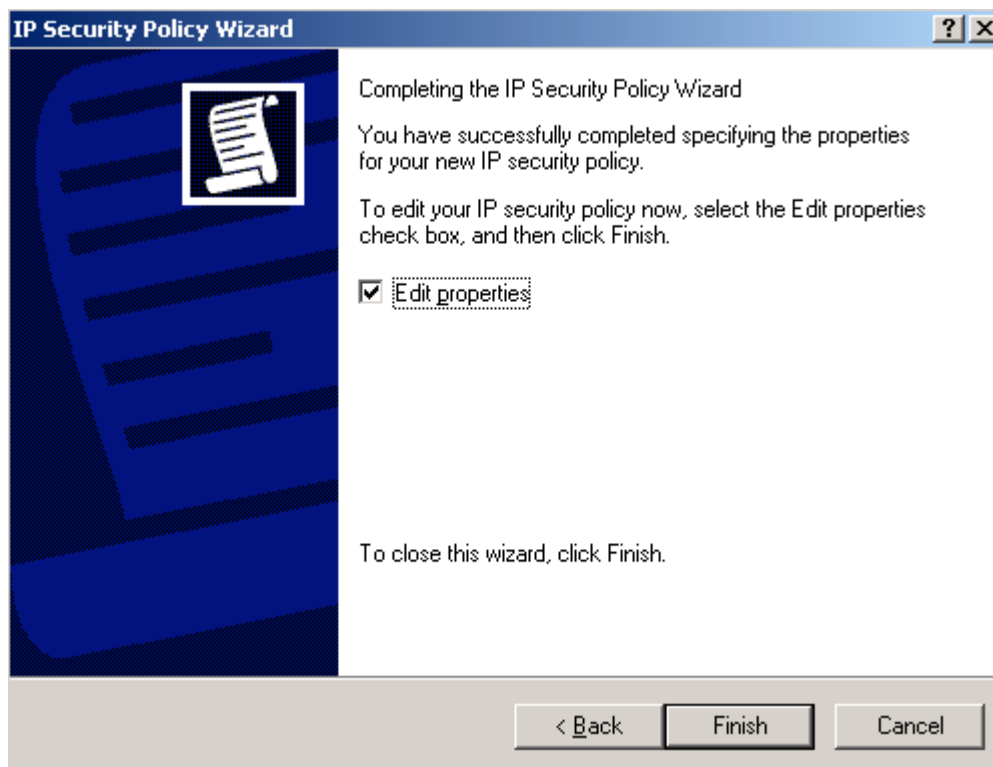 IP Security Policy Wizard
Completing the IP Security Policy Wizard
You have successfully completed specifying the properties
for your new IP security policy.
To edit your IP security policy now, select the Edit properties
check box, and then click Finish.
Edit properties
To close this wizard, click Finish.
< Back Finish Cancel